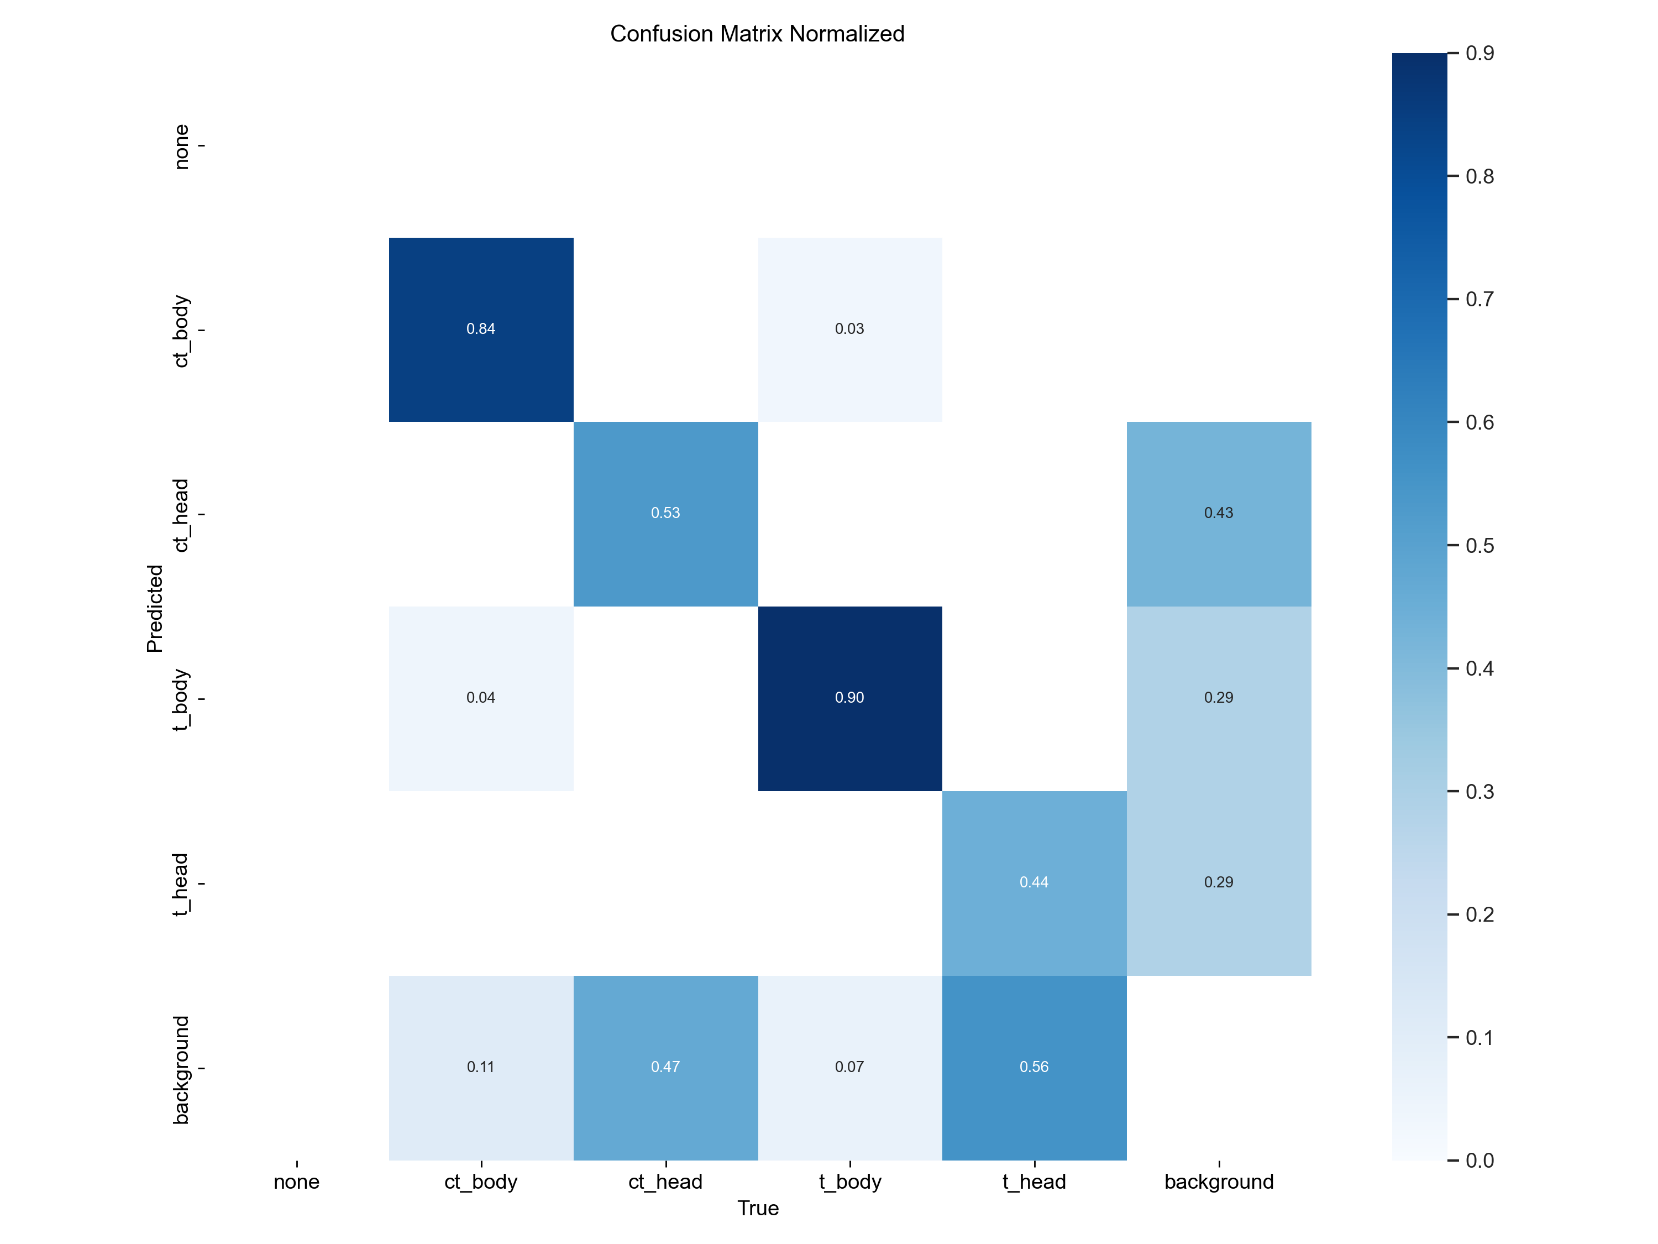 Confusion Matrix Normalized
none
ct_body
ct_head
t_body
t_head
background
Predicted
0.84
0.03
0.53
0.43
0.04
0.90
0.29
0.44
0.29
0.11
0.47
0.07
0.56
none
ct_body
ct_head
t_body
t_head
background
True
0.9
0.8
0.7
0.6
0.5
0.4
0.3
0.2
0.1
0.0